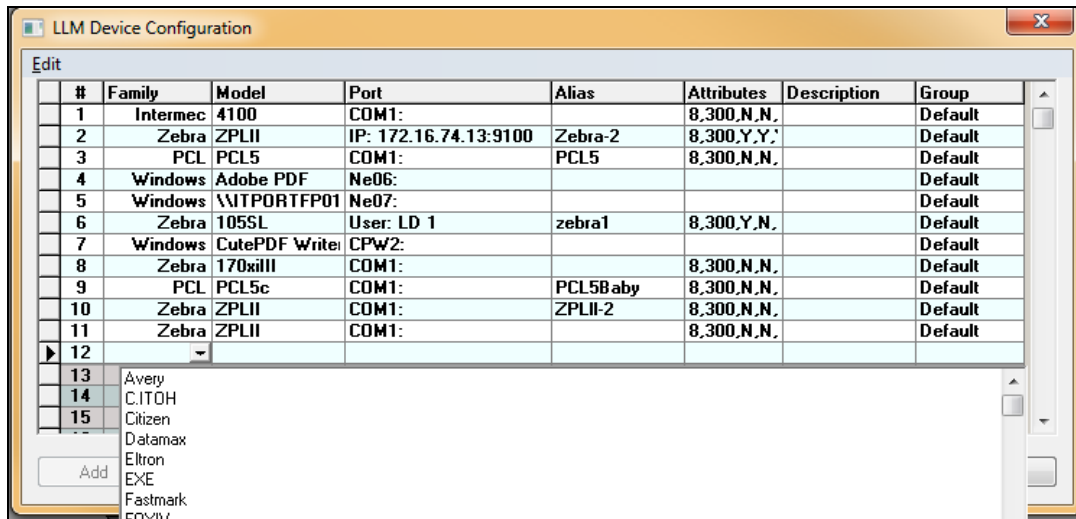 LLM Device Configuration
Edit
# Family Model Port Alias Attributes Description Group
1 Intermec 4100 COM1: 8,300,N,N, Default
2 Zebra ZPLII IP: 172.16.74.13:9100 Zebra-2 8,300,Y,Y,' Default
3 PCL PCL5 COM1: PCL5 8,300,N,N, Default
4 Windows Adobe PDF Ne06: Default
5 Windows \\ITPORTFP01 Ne07: Default
6 Zebra 105SL User: LD 1 zebra1 8,300,Y,N, Default
7 Windows CutePDF Writer CPW2: Default
8 Zebra 170xiIII COM1: 8,300,N,N, Default
9 PCL PCL5c COM1: PCL5Baby 8,300,N,N, Default
10 Zebra ZPLII COM1: ZPLII-2 8,300,N,N, Default
11 Zebra ZPLII COM1: 8,300,N,N, Default
12
13 Avery
14 C.ITOH
15 Citizen
Datamax
Eltron
Add EXE
Fastmark